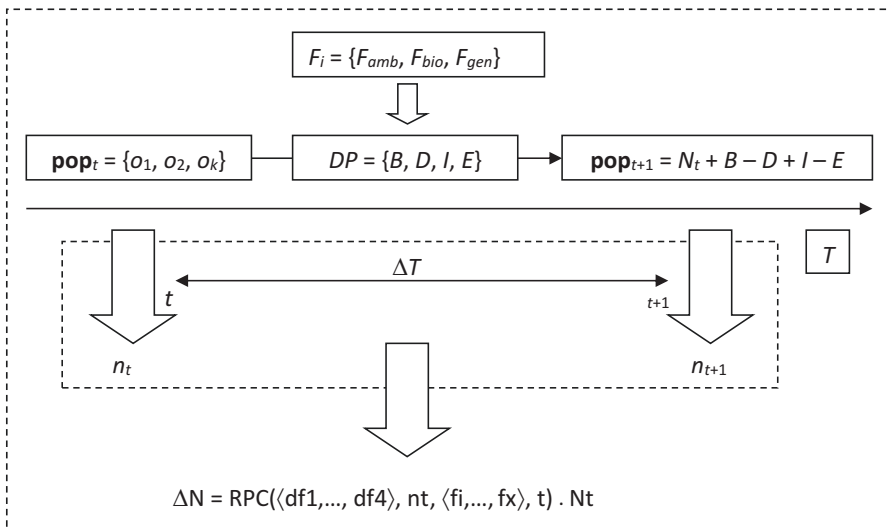 Fᵢ = {Famb, Fbio, Fgen}
popₜ = {o₁, o₂, oₖ}
DP = {B, D, I, E}
popₜ₊₁ = Nₜ + B – D + I – E
T
ΔT
t
t+1
nₜ
nₜ₊₁
ΔN = RPC(⟨df1,..., df4⟩, nt, ⟨fi,..., fx⟩, t) . Nt